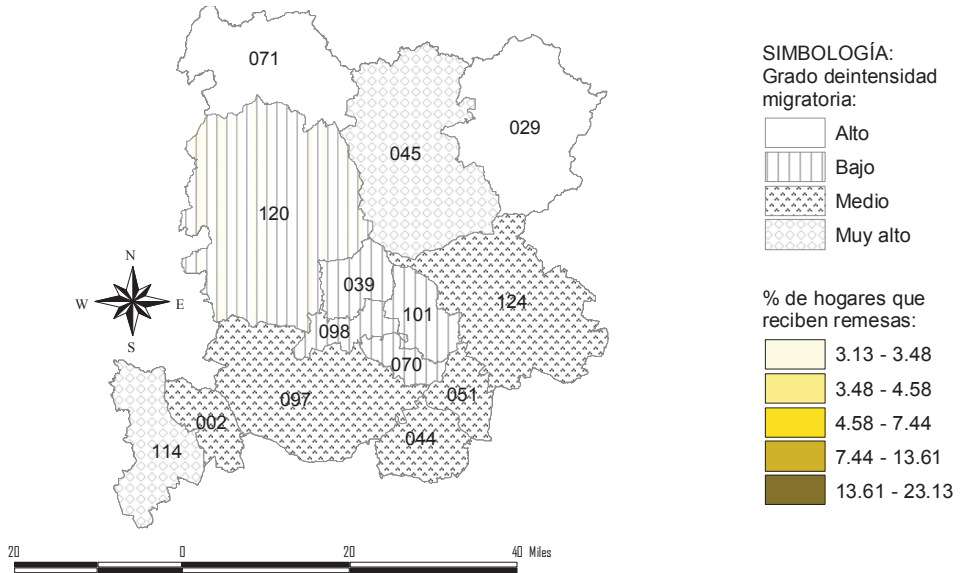 071
029
045
120
039
124
101
098
070
051
097
002
044
114
N
W
E
S
20 0 20 40 Miles
SIMBOLOGÍA:
Grado deintensidad
migratoria:
Alto
Bajo
Medio
Muy alto
% de hogares que
reciben remesas:
3.13 - 3.48
3.48 - 4.58
4.58 - 7.44
7.44 - 13.61
13.61 - 23.13